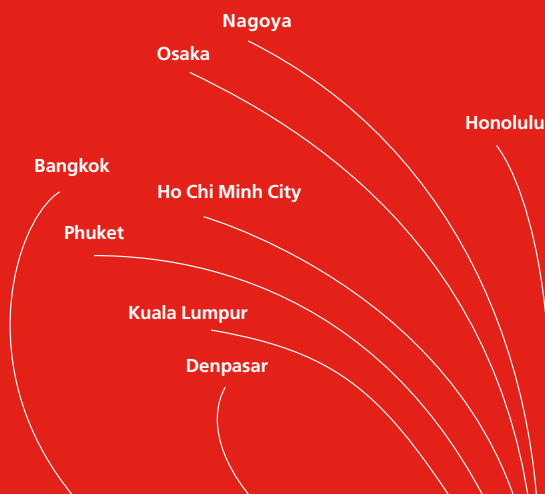 Nagoya
Osaka
Honolulu
Bangkok
Ho Chi Minh City
Phuket
Kuala Lumpur
Denpasar